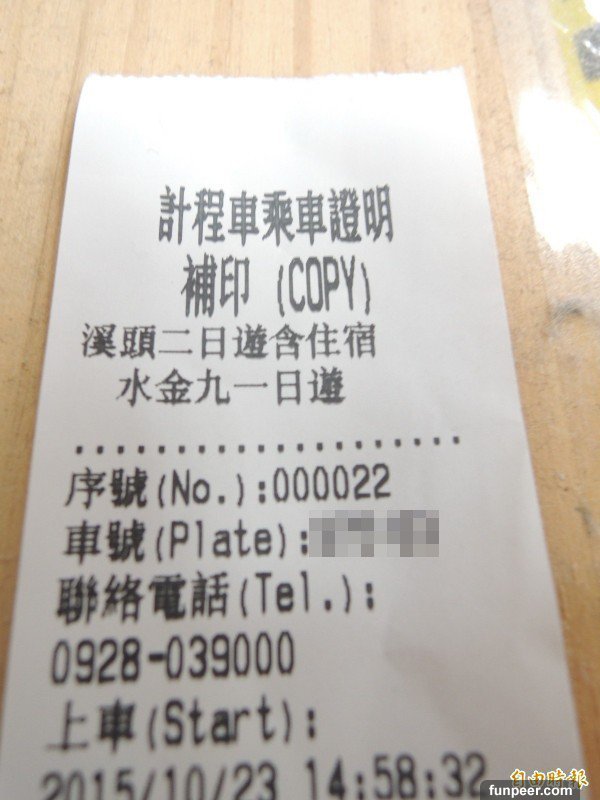 計程車乘車證明
補印 (COPY)
溪頭二日遊含住宿
水金九一日遊
.....................
序號(No.):000022
車號(Plate):
聯絡電話(Tel.):
0928-039000
上車(Start):
2015/10/23 14:58:32
自由時報
funpeer.com